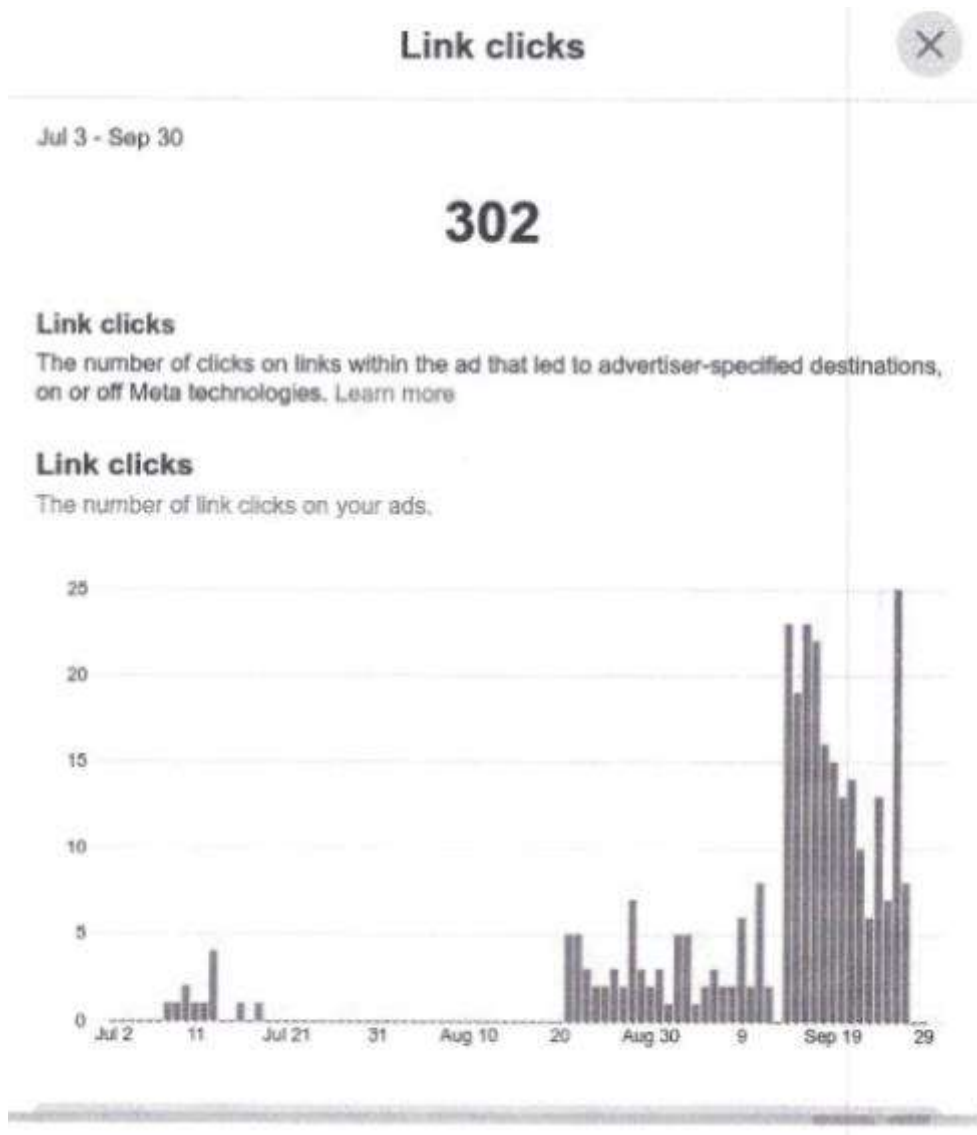 Link clicks
Jul 3 - Sep 30
302
Link clicks
The number of clicks on links within the ad that led to advertiser-specified destinations,
on or off Meta technologies. Learn more
Link clicks
The number of link clicks on your ads.
25
20
15
10
5
0
Jul 2 11 Jul 21 31 Aug 10 20 Aug 30 9 Sep 19 29